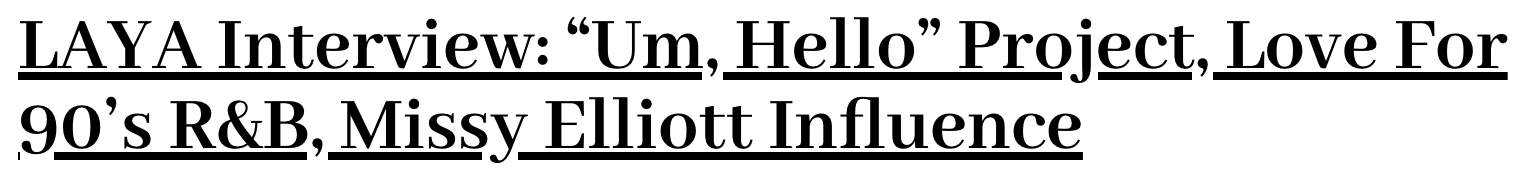 LAYA Interview: “Um, Hello” Project, Love For
90’s R&B, Missy Elliott Influence